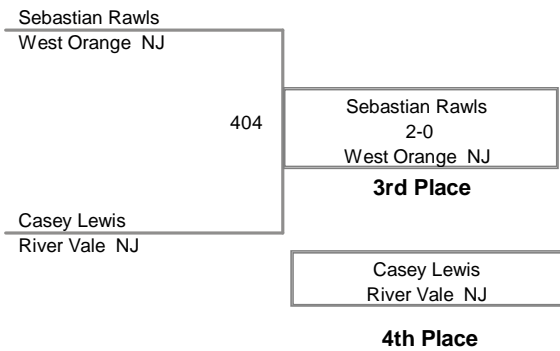 Sebastian Rawls
West Orange NJ
404
Sebastian Rawls
2-0
West Orange NJ
3rd Place
Casey Lewis
River Vale NJ
Casey Lewis
River Vale NJ
4th Place